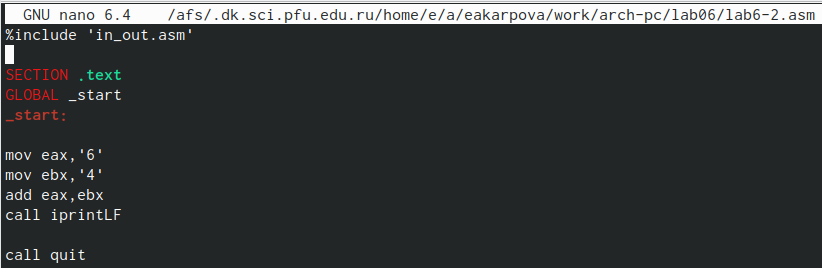 GNU nano 6.4    /afs/.dk.sci.pfu.edu.ru/home/e/a/eakarpova/work/arch-pc/lab06/lab6-2.asm
%include 'in_out.asm'
SECTION .text
GLOBAL _start
_start:
mov eax,'6'
mov ebx,'4'
add eax,ebx
call iprintLF
call quit